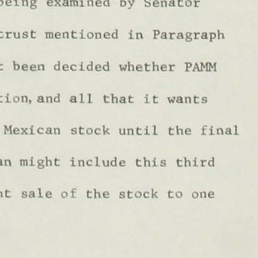 being examined by Senator
trust mentioned in Paragraph
been decided whether PAMM
tion, and all that it wants
Mexican stock until the final
an might include this third
nt sale of the stock to one